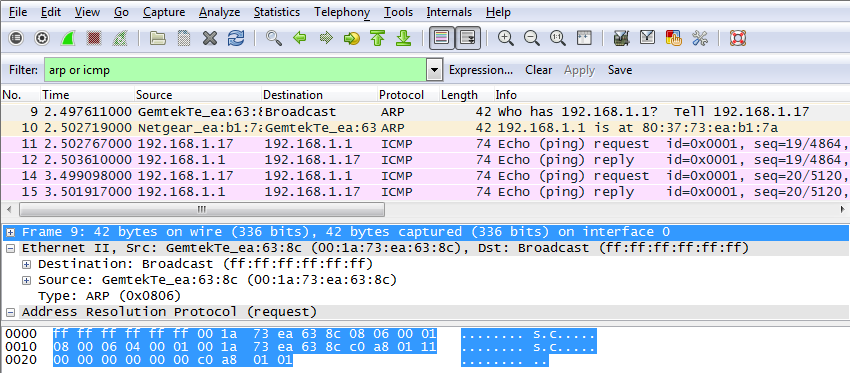 File Edit View Go Capture Analyze Statistics Telephony Tools Internals Help
Filter: arp or icmp Expression... Clear Apply Save
No. Time Source Destination Protocol Length Info
9 2.497611000 GemtekTe_ea:63:8 Broadcast ARP 42 Who has 192.168.1.1? Tell 192.168.1.17
10 2.502719000 Netgear_ea:b1:7a GemtekTe_ea:63 ARP 42 192.168.1.1 is at 80:37:73:ea:b1:7a
11 2.502767000 192.168.1.17 192.168.1.1 ICMP 74 Echo (ping) request id=0x0001, seq=19/4864,
12 2.503610000 192.168.1.1 192.168.1.17 ICMP 74 Echo (ping) reply id=0x0001, seq=19/4864,
14 3.499098000 192.168.1.17 192.168.1.1 ICMP 74 Echo (ping) request id=0x0001, seq=20/5120,
15 3.501917000 192.168.1.1 192.168.1.17 ICMP 74 Echo (ping) reply id=0x0001, seq=20/5120,
Frame 9: 42 bytes on wire (336 bits), 42 bytes captured (336 bits) on interface 0
Ethernet II, Src: GemtekTe_ea:63:8c (00:1a:73:ea:63:8c), Dst: Broadcast (ff:ff:ff:ff:ff:ff)
Destination: Broadcast (ff:ff:ff:ff:ff:ff)
Source: GemtekTe_ea:63:8c (00:1a:73:ea:63:8c)
Type: ARP (0x0806)
Address Resolution Protocol (request)
0000 ff ff ff ff ff ff 00 1a 73 ea 63 8c 08 06 00 01 ........ s.c.....
0010 08 00 06 04 00 01 00 1a 73 ea 63 8c c0 a8 01 11 ........ s.c.....
0020 00 00 00 00 00 00 c0 a8 01 01 ........ ..